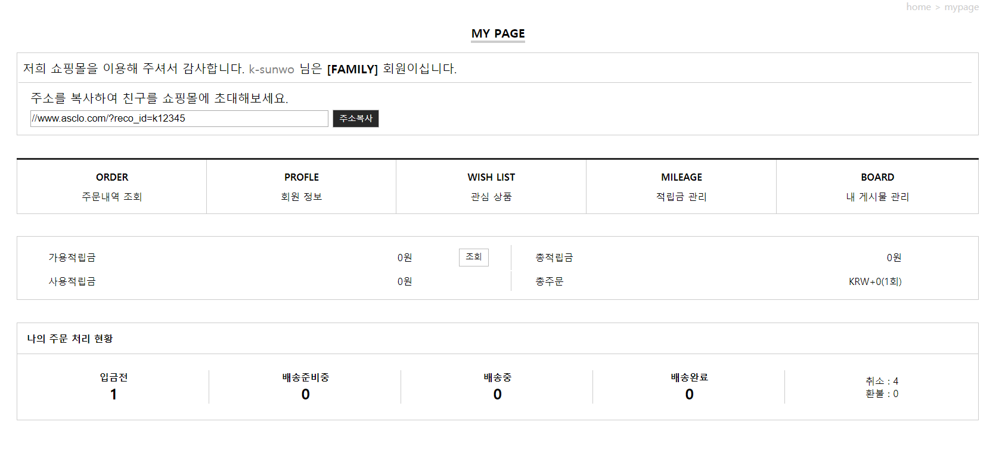 home > mypage
MY PAGE
저희 쇼핑몰을 이용해 주셔서 감사합니다. k-sunwo 님은 [FAMILY] 회원이십니다.
주소를 복사하여 친구를 쇼핑몰에 초대해보세요.
//www.asclo.com/?reco_id=k12345 주소복사
ORDER PROFLE WISH LIST MILEAGE BOARD
주문내역 조회 회원 정보 관심 상품 적립금 관리 내 게시물 관리
가용적립금 0원 조회 총적립금 0원
사용적립금 0원 총주문 KRW+0(1회)
나의 주문 처리 현황
입금전 배송준비중 배송중 배송완료
1 0 0 0
취소 : 4
환불 : 0